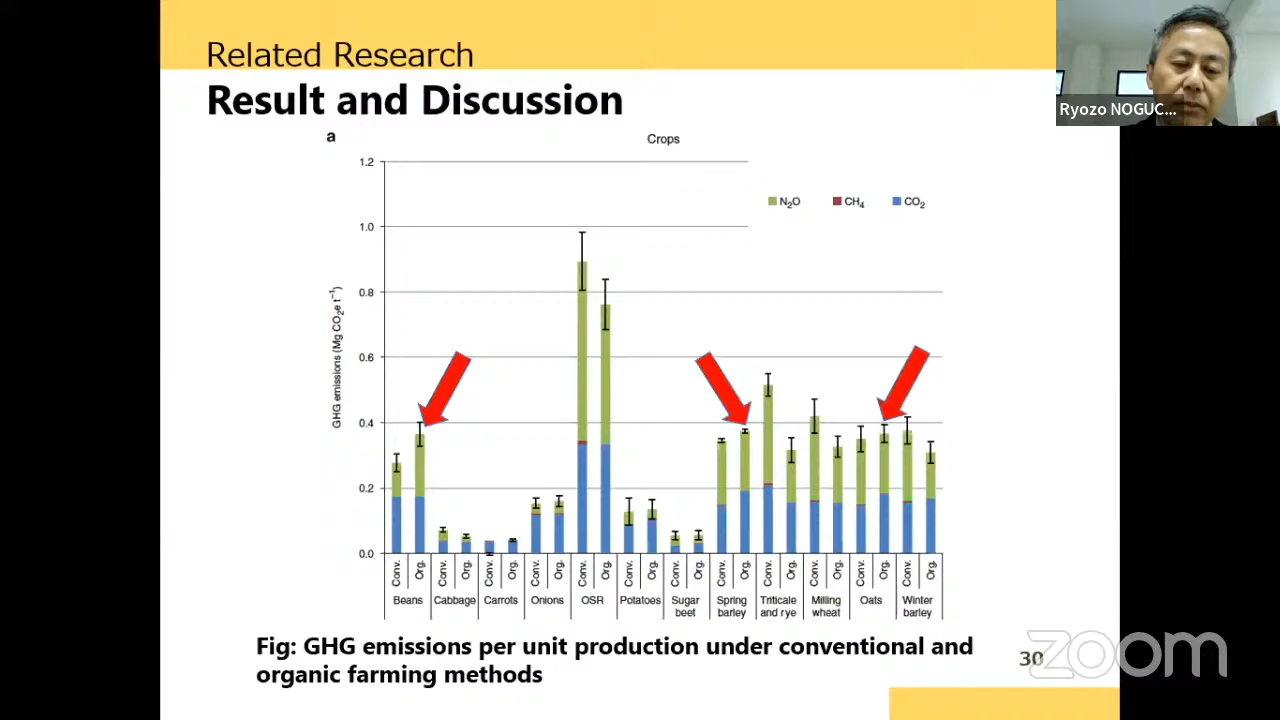 Related Research
Result and Discussion
Ryozo NOGUC...
a
Crops
1.2
1.0
0.8
0.6
0.4
0.2
0.0
GHG emissions (Mg CO₂e t⁻¹)
N₂O CH₄ CO₂
Conv. Org. Conv. Org. Conv. Org. Conv. Org. Conv. Org. Conv. Org. Conv. Org. Conv. Org. Conv. Org. Conv. Org. Conv. Org. Conv. Org.
Beans Cabbage Carrots Onions OSR Potatoes Sugar Spring Triticale Milling Oats Winter
beet barley and rye wheat barley
Fig: GHG emissions per unit production under conventional and
organic farming methods
30
zoom